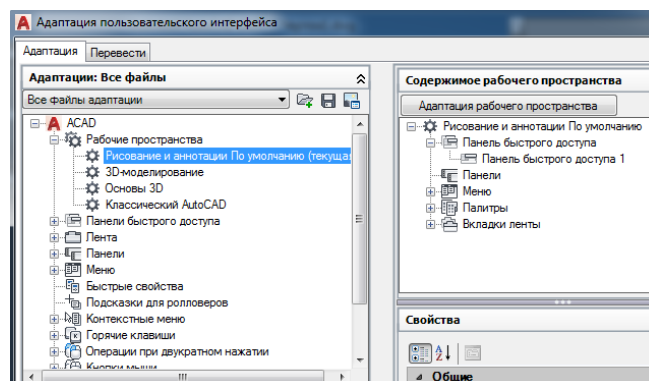 Адаптация пользовательского интерфейса
Адаптация Перевести
Адаптации: Все файлы
Все файлы адаптации
ACAD
Рабочие пространства
Рисование и аннотации По умолчанию (текущая
3D-моделирование
Основы 3D
Классический AutoCAD
Панели быстрого доступа
Лента
Панели
Меню
Быстрые свойства
Подсказки для ролловеров
Контекстные меню
Горячие клавиши
Операции при двукратном нажатии
Кнопки мыши
Содержимое рабочего пространства
Адаптация рабочего пространства
Рисование и аннотации По умолчанию
Панель быстрого доступа
Панель быстрого доступа 1
Панели
Меню
Палитры
Вкладки ленты
Свойства
Общие